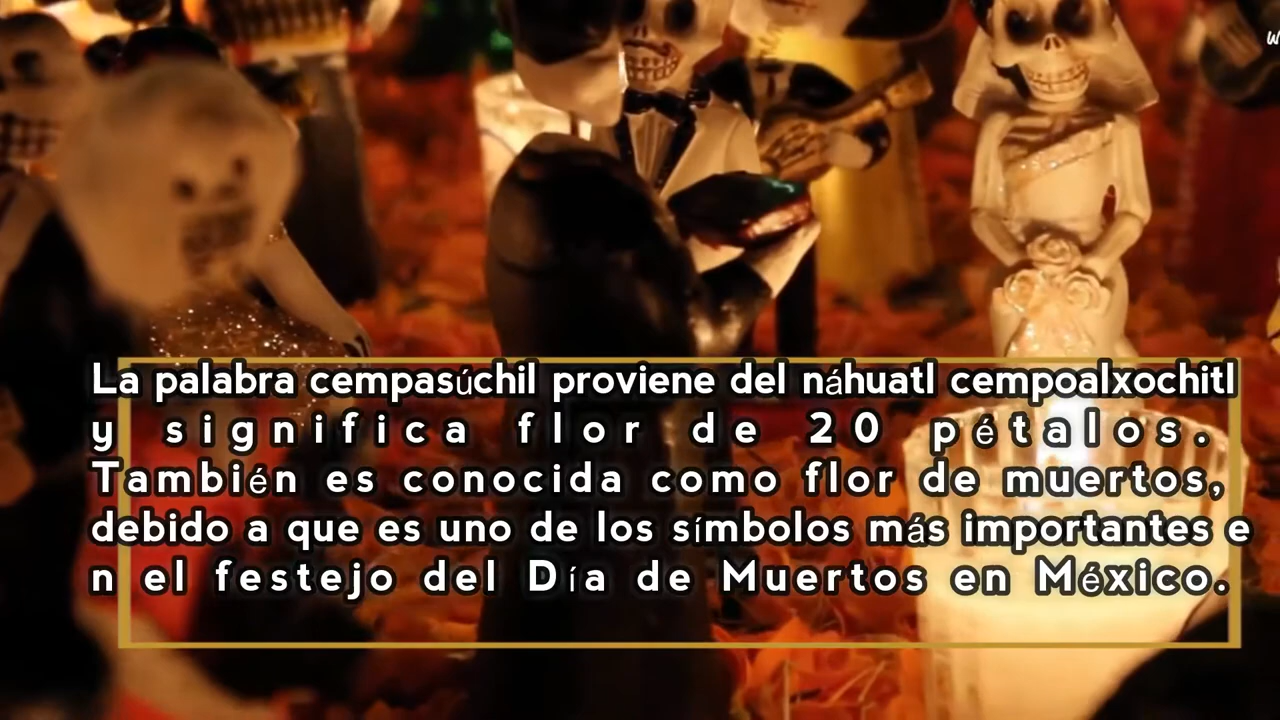 La palabra cempasúchil proviene del náhuatl cempoalxochitl
y significa flor de 20 pétalos.
También es conocida como flor de muertos,
debido a que es uno de los símbolos más importantes e
n el festejo del Día de Muertos en México.